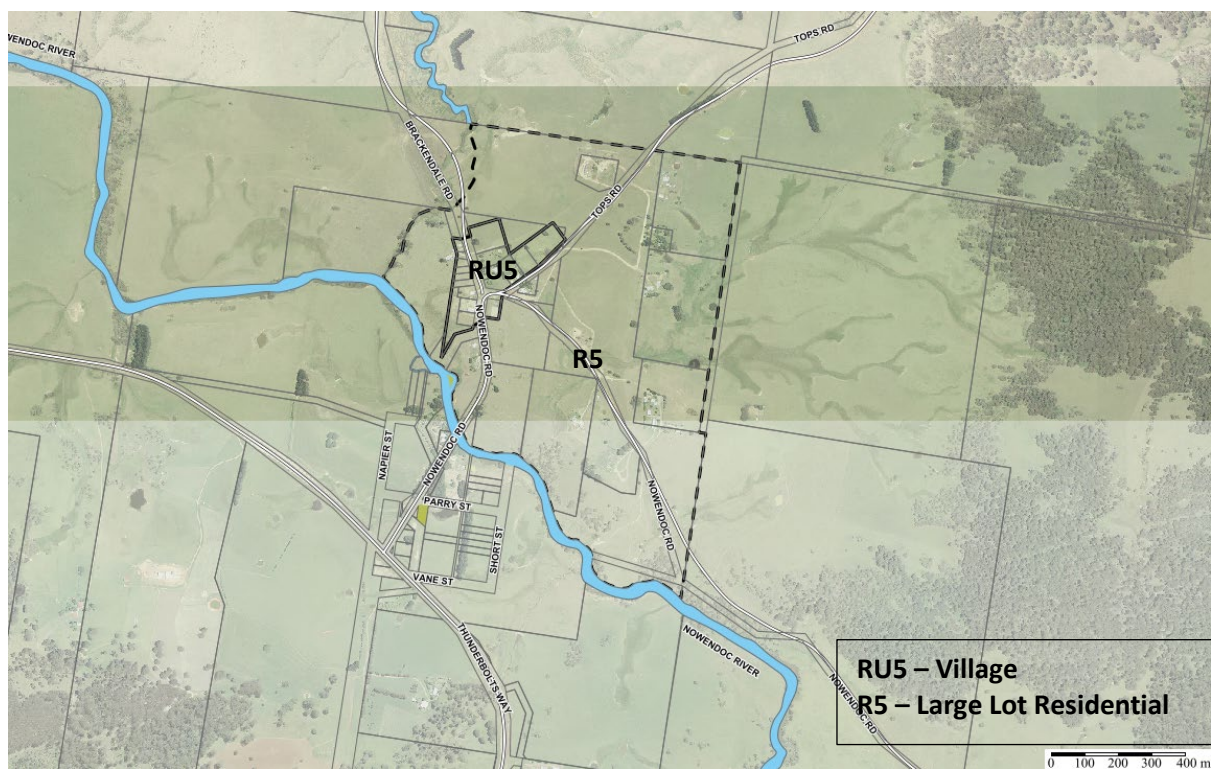 WENDOC RIVER
TOPS RD
BRACKENDALE RD
TOPS RD
RU5
NOWENDOC RD
R5
NAPIER ST
NOWENDOC RD
PARRY ST
SHORT ST
NOWENDOC RD
VANE ST
THUNDERBOLTS WAY
NOWENDOC RIVER
NOWENDOC RD
RU5 – Village
R5 – Large Lot Residential
0 100 200 300 400 m